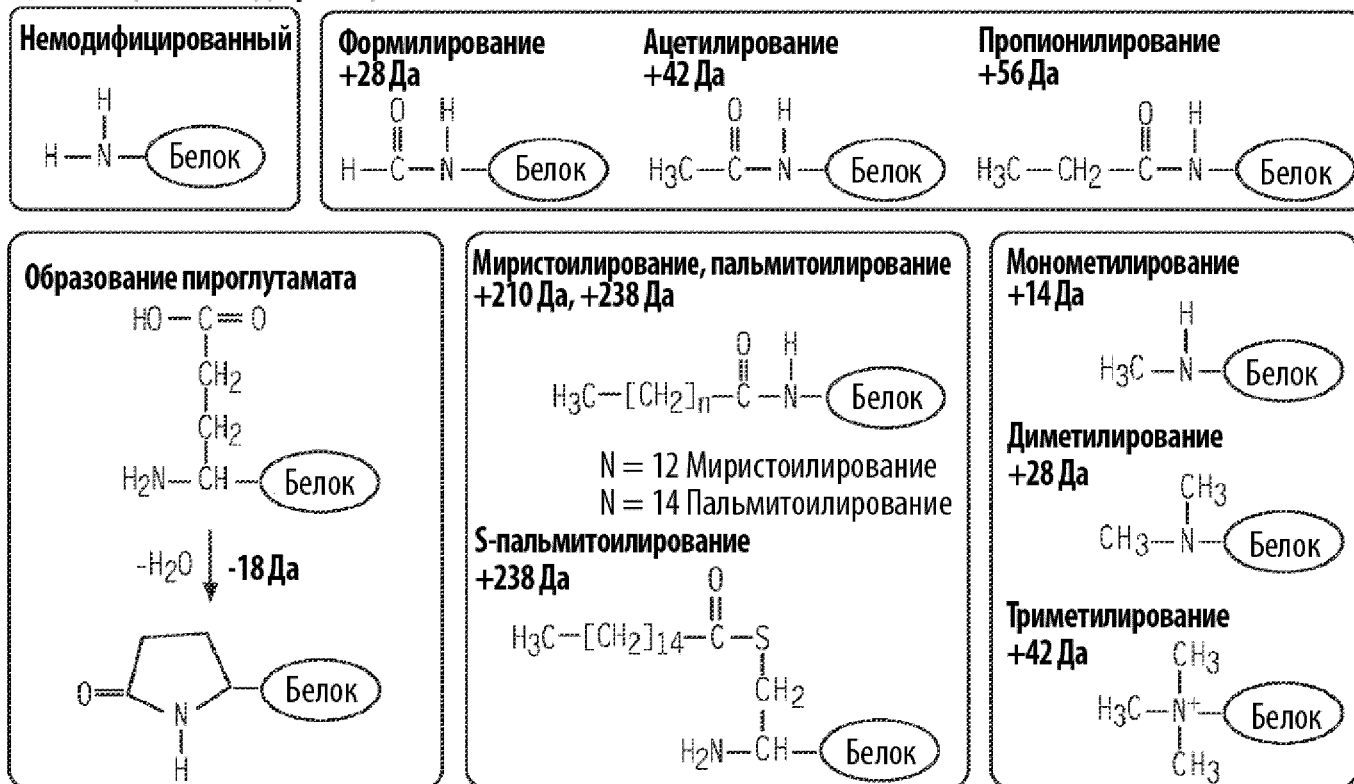 Немодифицированный
H
H—N—Белок
Формилирование
+28 Да
O H
H—C—N—Белок
Ацетилирование
+42 Да
O H
H₃C—C—N—Белок
Пропионилирование
+56 Да
O H
H₃C—CH₂—C—N—Белок
Образование пироглутамата
HO—C=O
CH₂
CH₂
H₂N—CH—Белок
-H₂O -18 Да
O= Белок
N
H
Миристоилирование, пальмитоилирование
+210 Да, +238 Да
O H
H₃C—[CH₂]ₙ—C—N—Белок
N = 12 Миристоилирование
N = 14 Пальмитоилирование
S-пальмитоилирование
+238 Да
O
H₃C—[CH₂]₁₄—C—S
CH₂
H₂N—CH—Белок
Монометилирование
+14 Да
H
H₃C—N—Белок
Диметилирование
+28 Да
CH₃
CH₃—N—Белок
Триметилирование
+42 Да
CH₃
H₃C—N⁺—Белок
CH₃